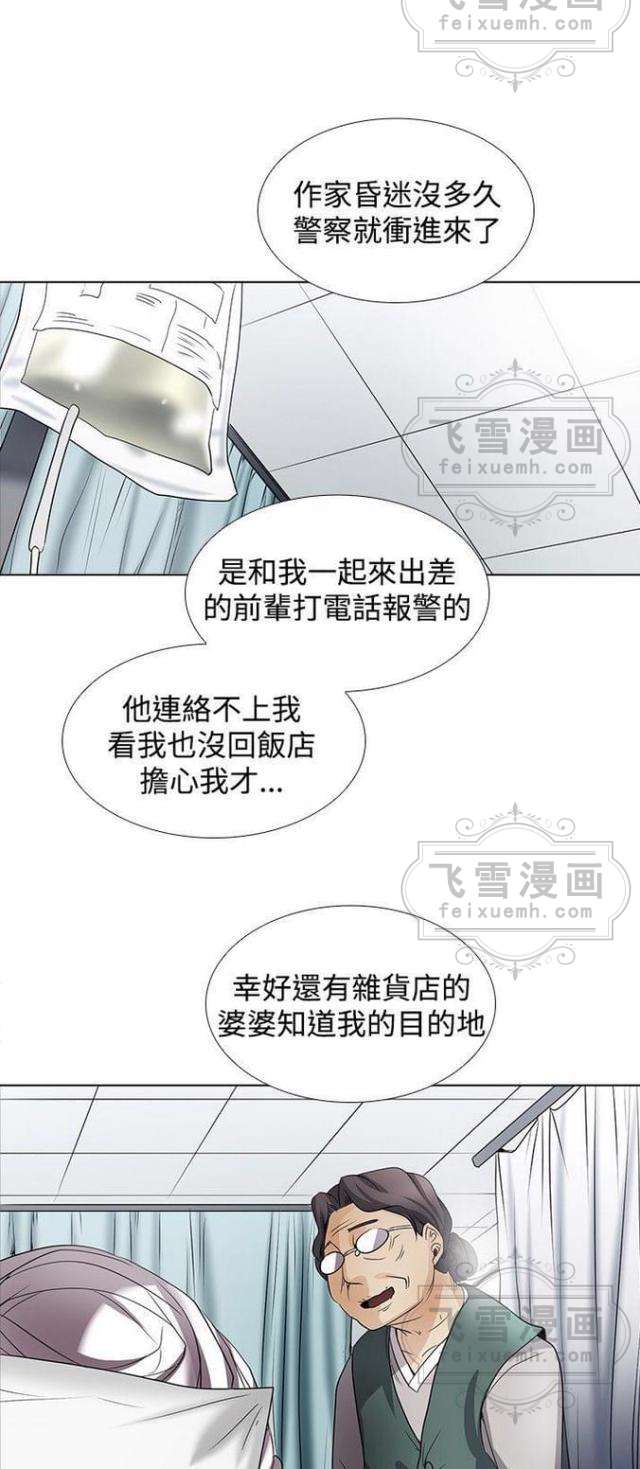 飞雪漫画
feixuemh.com
作家昏迷沒多久
警察就衝進來了
飞雪漫画
feixuemh.com
是和我一起來出差
的前輩打電話報警的
他連絡不上我
看我也沒回飯店
擔心我才...
飞雪漫画
feixuemh.com
幸好還有雜貨店的
婆婆知道我的目的地
飞雪漫画
feixuemh.com